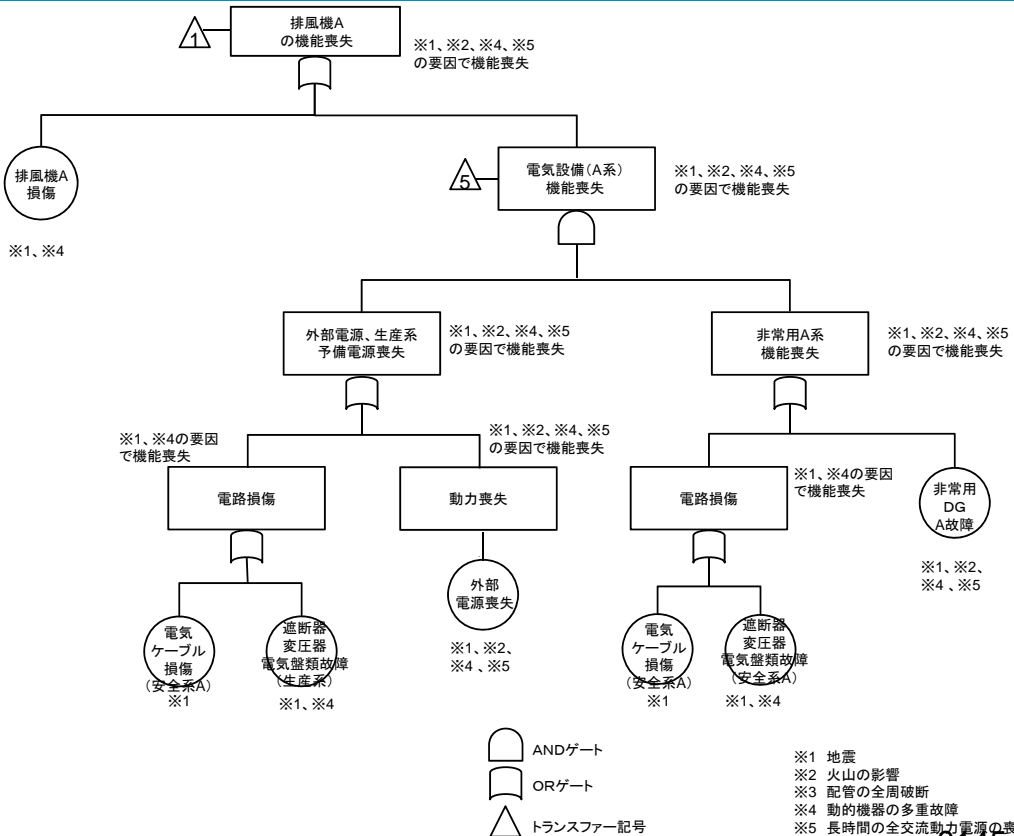 排風機A
の機能喪失
1
※1、※2、※4、※5
の要因で機能喪失
排風機A
損傷
※1、※4
電気設備(A系)
機能喪失
5
※1、※2、※4、※5
の要因で機能喪失
外部電源、生産系
予備電源喪失
※1、※2、※4、※5
の要因で機能喪失
非常用A系
機能喪失
※1、※2、※4、※5
の要因で機能喪失
※1、※4の要因
で機能喪失
電路損傷
※1、※2、※4、※5
の要因で機能喪失
動力喪失
電路損傷
※1、※4の要因
で機能喪失
非常用
DG
A故障
※1、※2、
※4 、※5
電気
ケーブル
損傷
(安全系A)
※1
遮断器
変圧器
電気盤類故障
(生産系)
※1、※4
外部
電源喪失
※1、※2、
※4 、※5
電気
ケーブル
損傷
(安全系A)
※1
遮断器
変圧器
電気盤類故障
(安全系A)
※1、※4
ANDゲート
ORゲート
トランスファー記号
※1 地震
※2 火山の影響
※3 配管の全周破断
※4 動的機器の多重故障
※5 長時間の全交流動力電源の喪